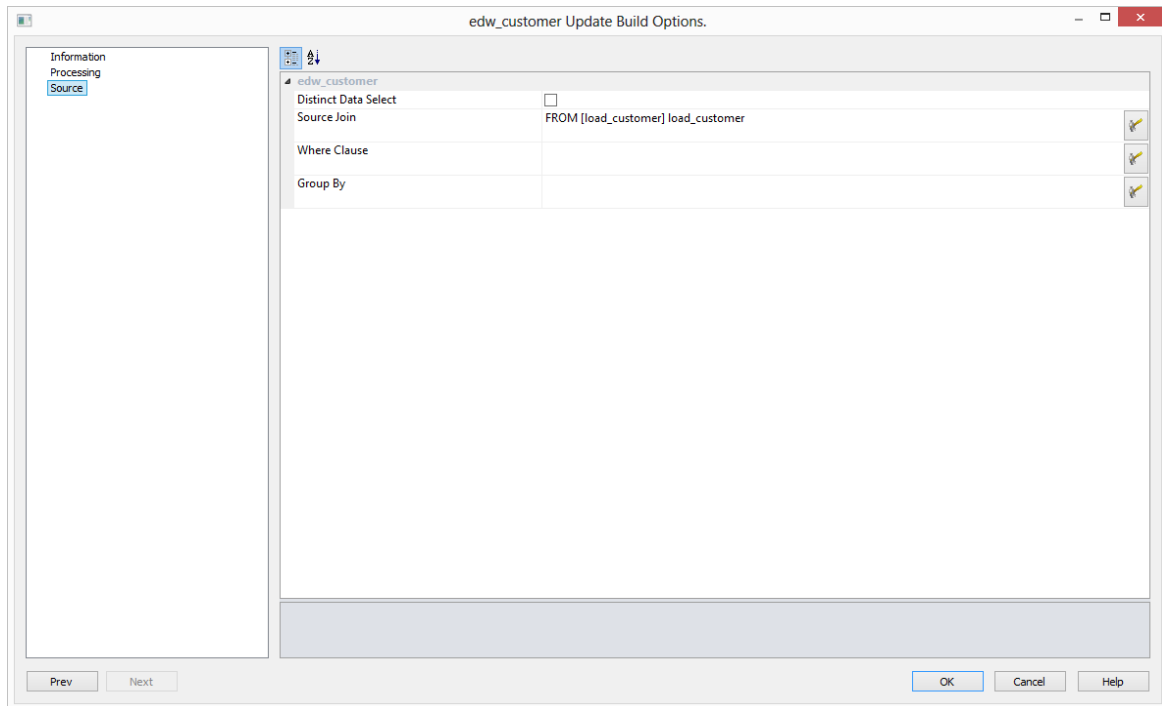 edw_customer Update Build Options.
Information
Processing
Source
edw_customer
Distinct Data Select
Source Join FROM [load_customer] load_customer
Where Clause
Group By
Prev Next OK Cancel Help